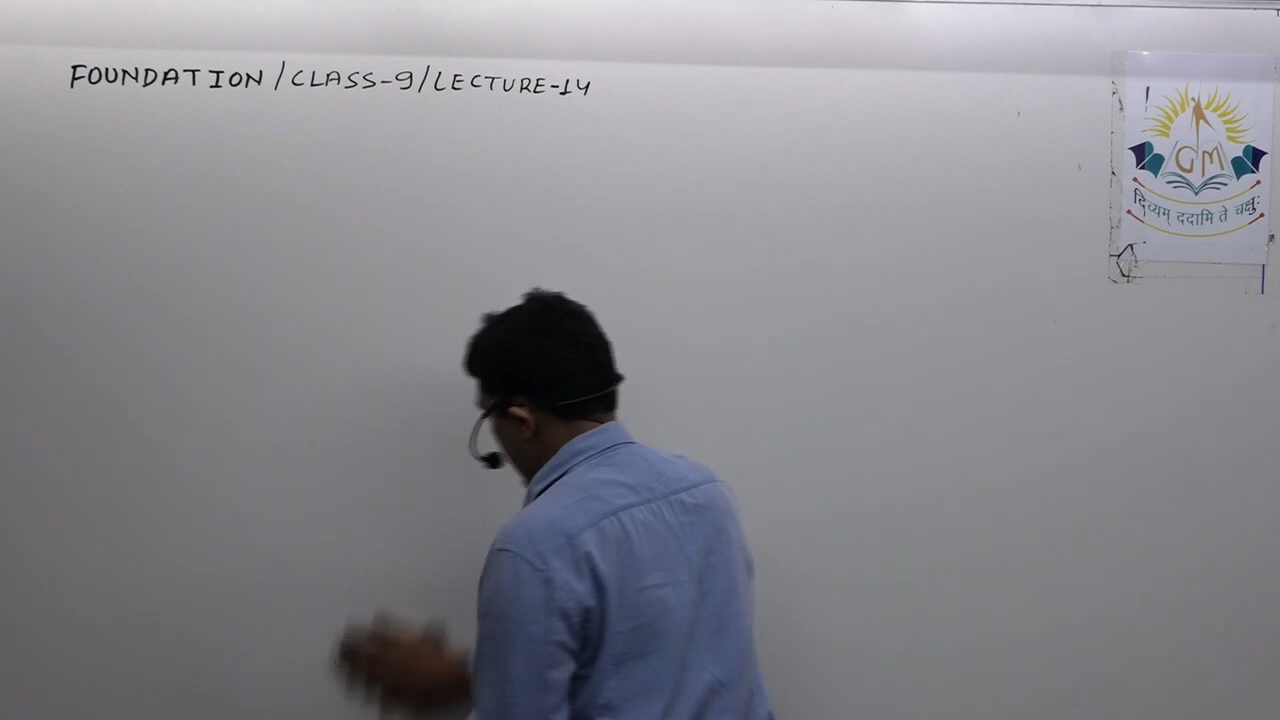 FOUNDATION/CLASS-9/LECTURE-14
GM
दिव्यम् ददामि ते चक्षुः